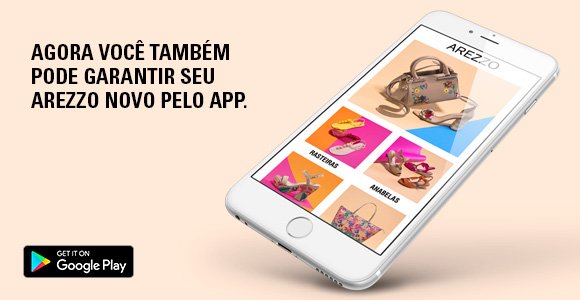 AGORA VOCÊ TAMBÉM
PODE GARANTIR SEU
AREZZO NOVO PELO APP.
AREZZO
RASTEIRAS
ANABELAS
GET IT ON
Google Play